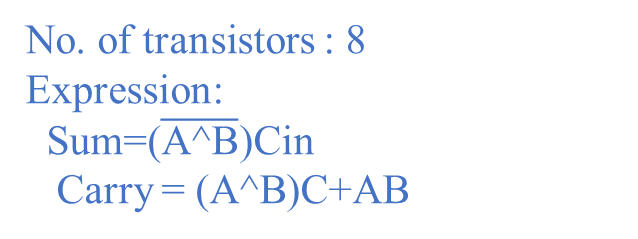 No. of transistors : 8
Expression:
Sum=(A^B)Cin
Carry = (A^B)C+AB